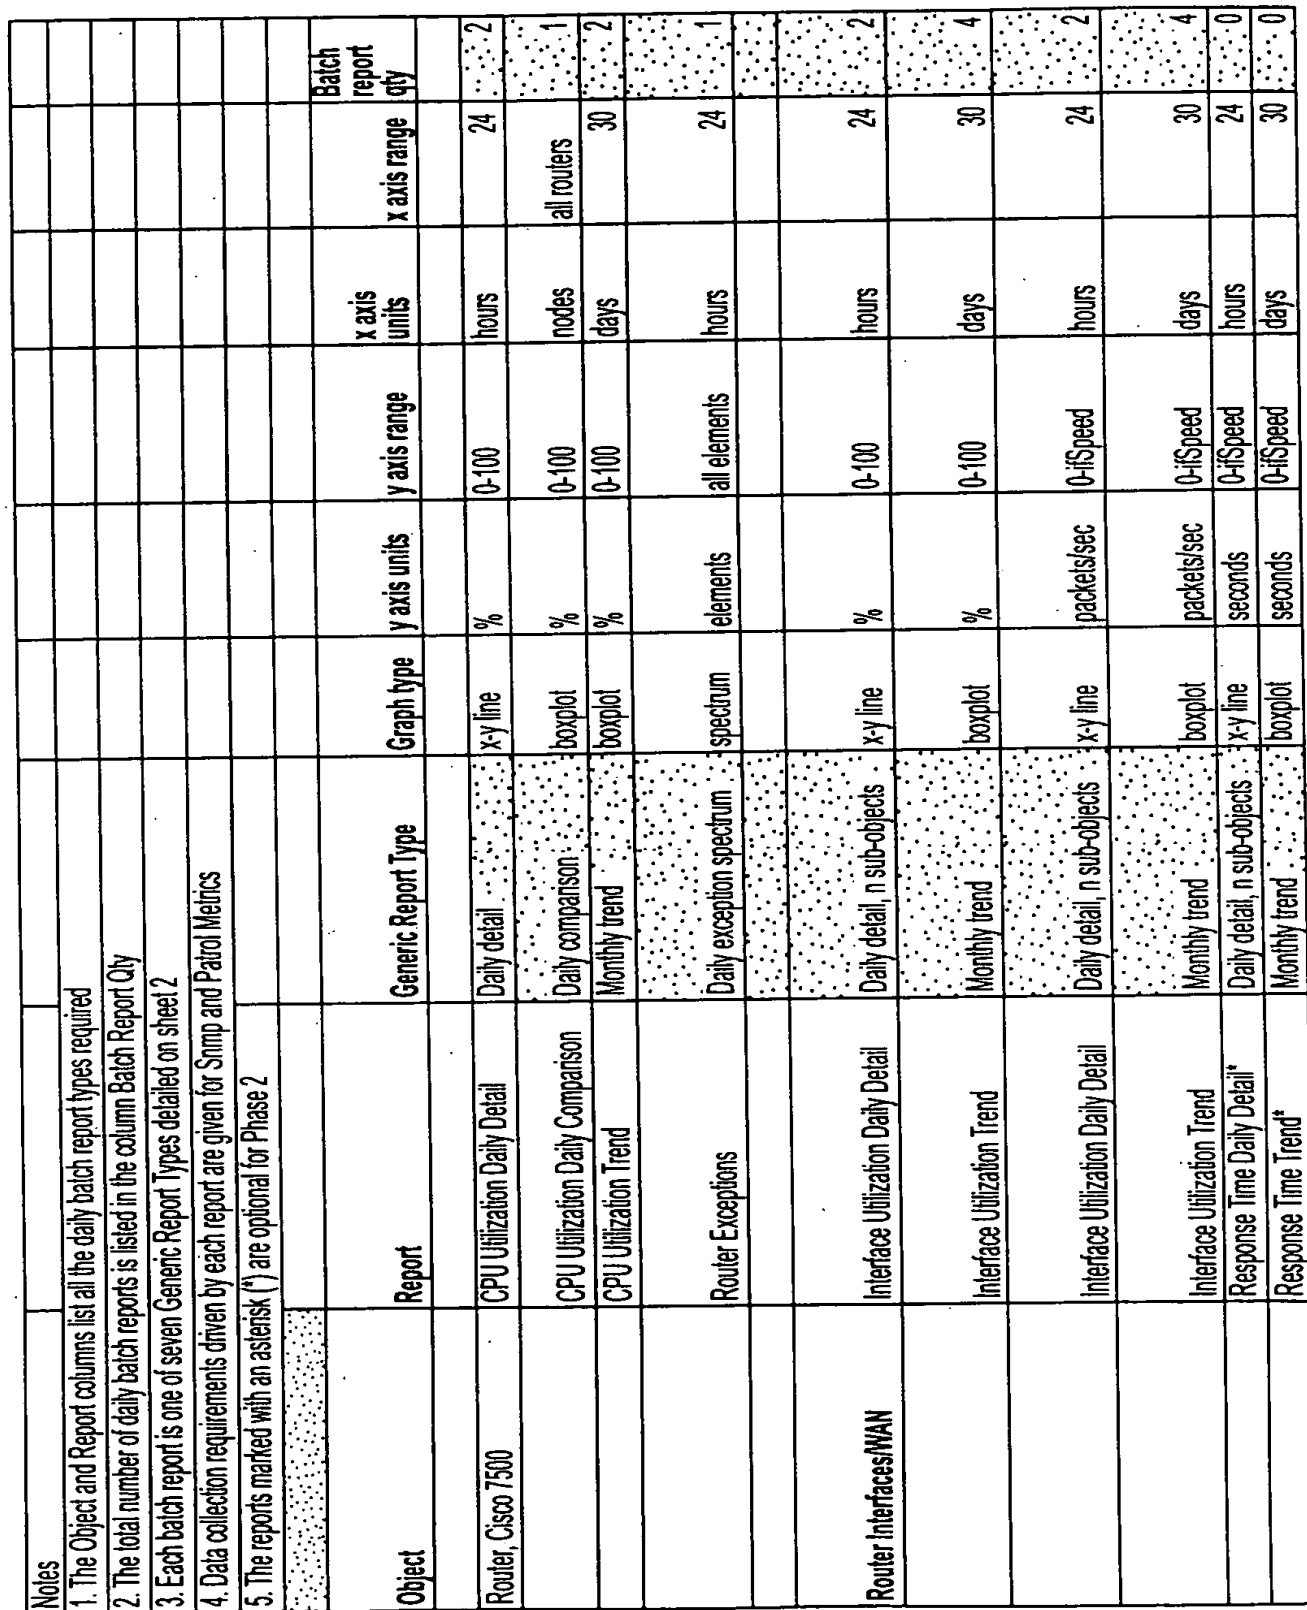 Notes
1. The Object and Report columns list all the daily batch report types required
2. The total number of daily batch reports is listed in the column Batch Report Qty
3. Each batch report is one of seven Generic Report Types detailed on sheet 2
4. Data collection requirements driven by each report are given for Snmp and Patrol Metrics
5. The reports marked with an asterisk (*) are optional for Phase 2
Object Report Generic Report Type Graph type y axis units y axis range x axis units x axis range Batch report qty
Router, Cisco 7500 CPU Utilization Daily Detail Daily detail x-y line % 0-100 hours 24 2
CPU Utilization Daily Comparison Daily comparison boxplot % 0-100 nodes all routers 1
CPU Utilization Trend Monthly trend boxplot % 0-100 days 30 2
Router Exceptions Daily exception spectrum spectrum elements all elements hours 24 1
Router Interfaces/WAN Interface Utilization Daily Detail Daily detail, n sub-objects x-y line % 0-100 hours 24 2
Interface Utilization Trend Monthly trend boxplot % 0-100 days 30 4
Interface Utilization Daily Detail Daily detail, n sub-objects x-y line packets/sec 0-ifSpeed hours 24 2
Interface Utilization Trend Monthly trend boxplot packets/sec 0-ifSpeed days 30 4
Response Time Daily Detail* Daily detail, n sub-objects x-y line seconds 0-ifSpeed hours 24 0
Response Time Trend* Monthly trend boxplot seconds 0-ifSpeed days 30 0